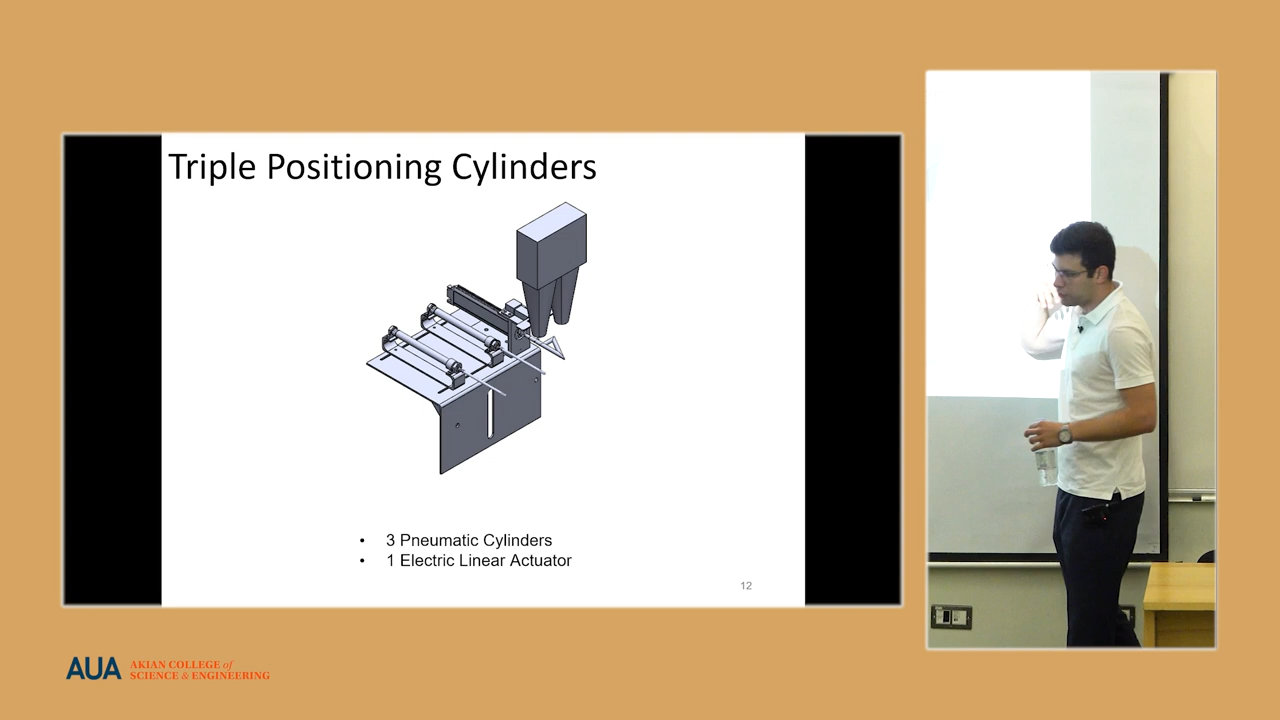 Triple Positioning Cylinders
• 3 Pneumatic Cylinders
• 1 Electric Linear Actuator
12
AUA
AKIAN COLLEGE of
SCIENCE & ENGINEERING